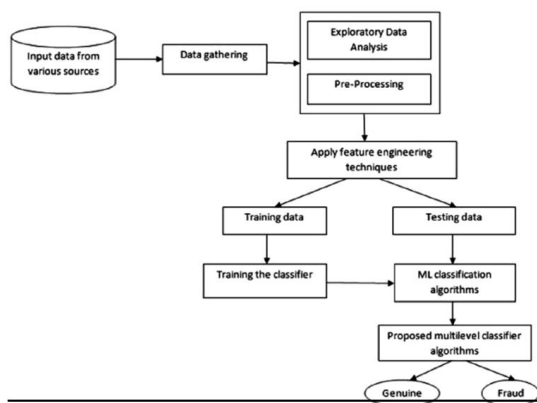 Input data from
various sources
Data gathering
Exploratory Data
Analysis
Pre-Processing
Apply feature engineering
techniques
Training data
Testing data
Training the classifier
ML classification
algorithms
Proposed multilevel classifier
algorithms
Genuine
Fraud